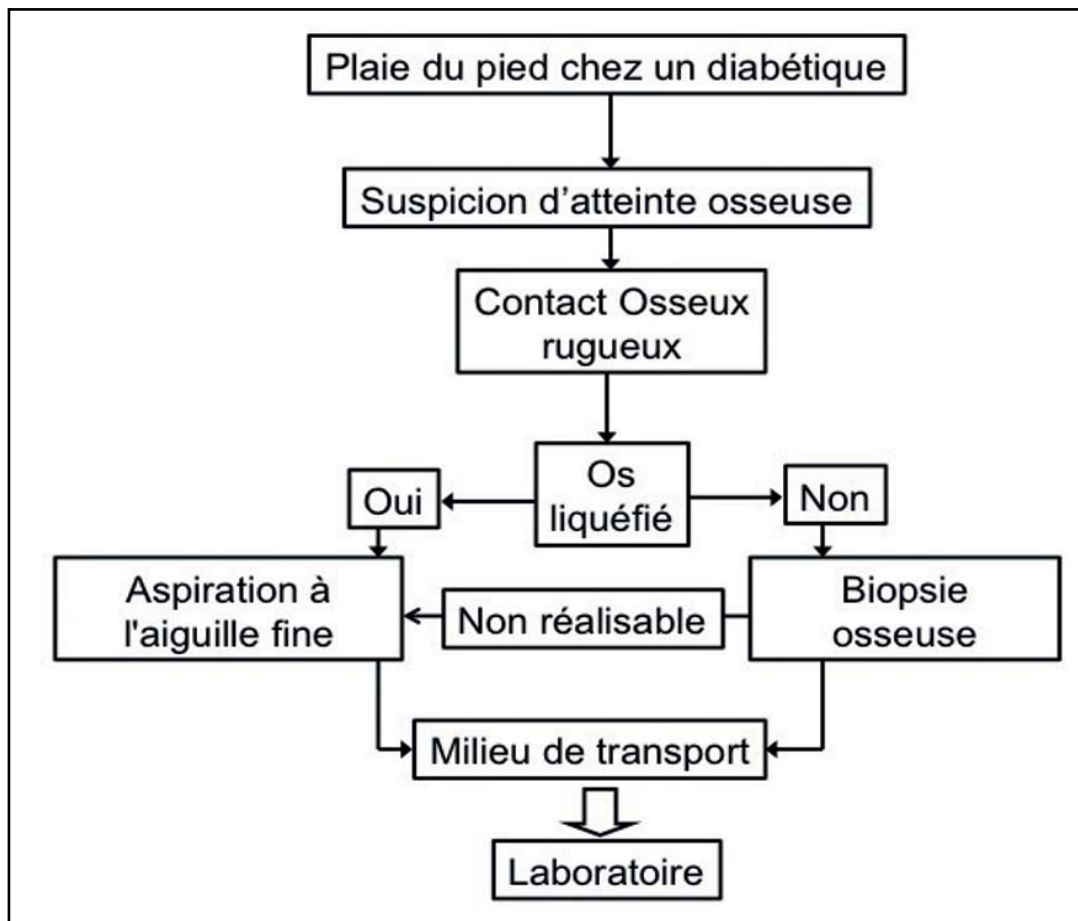 Plaie du pied chez un diabétique
Suspicion d’atteinte osseuse
Contact Osseux
rugueux
Os
liquéfié
Oui
Non
Aspiration à
l'aiguille fine
Non réalisable
Biopsie
osseuse
Milieu de transport
Laboratoire